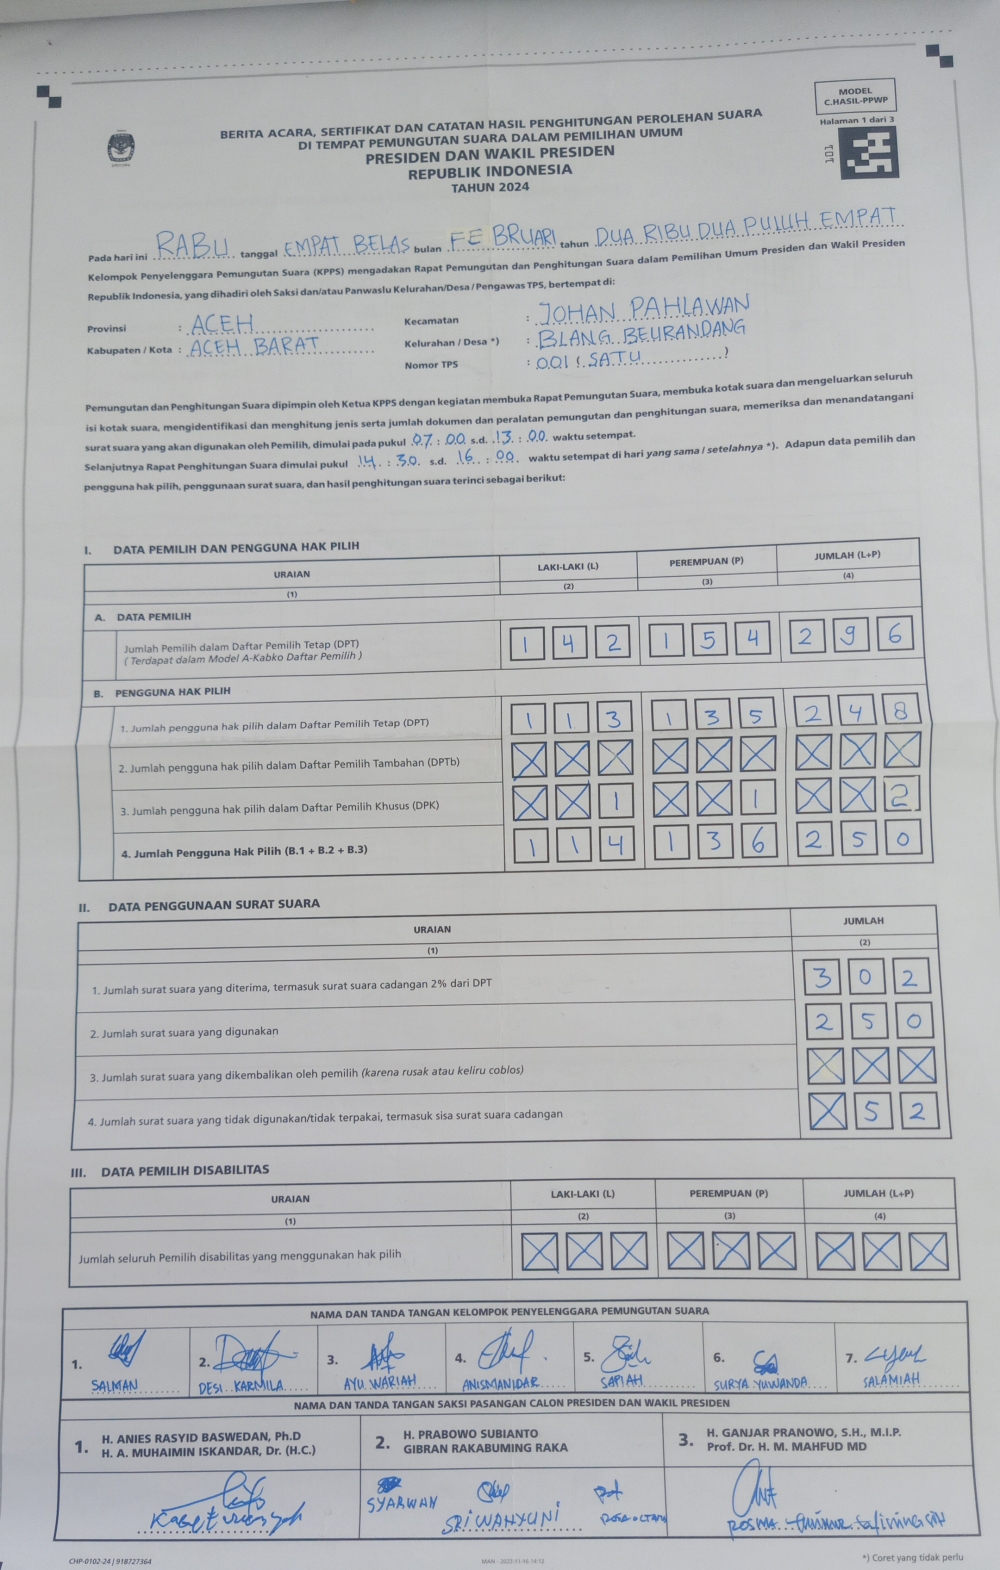 MODEL
C.HASIL-PPWP
Halaman 1 dari 3
101
BERITA ACARA, SERTIFIKAT DAN CATATAN HASIL PENGHITUNGAN PEROLEHAN SUARA
DI TEMPAT PEMUNGUTAN SUARA DALAM PEMILIHAN UMUM
PRESIDEN DAN WAKIL PRESIDEN
REPUBLIK INDONESIA
TAHUN 2024
Pada hari ini RABU tanggal EMPAT BELAS bulan FEBRUARI tahun DUA RIBU DUA PULUH EMPAT
Kelompok Penyelenggara Pemungutan Suara (KPPS) mengadakan Rapat Pemungutan dan Penghitungan Suara dalam Pemilihan Umum Presiden dan Wakil Presiden
Republik Indonesia, yang dihadiri oleh Saksi dan/atau Panwaslu Kelurahan/Desa / Pengawas TPS, bertempat di:
Provinsi : ACEH Kecamatan : JOHAN PAHLAWAN
Kabupaten / Kota : ACEH BARAT Kelurahan / Desa *) : BLANG BEURANDANG
Nomor TPS : 001 ( SATU )
Pemungutan dan Penghitungan Suara dipimpin oleh Ketua KPPS dengan kegiatan membuka Rapat Pemungutan Suara, membuka kotak suara dan mengeluarkan seluruh
isi kotak suara, mengidentifikasi dan menghitung jenis serta jumlah dokumen dan peralatan pemungutan dan penghitungan suara, memeriksa dan menandatangani
surat suara yang akan digunakan oleh Pemilih, dimulai pada pukul 07 : 00 s.d. 13 : 00 waktu setempat.
Selanjutnya Rapat Penghitungan Suara dimulai pukul 14 : 30 s.d. 16 : 00 waktu setempat di hari yang sama / setelahnya *). Adapun data pemilih dan
pengguna hak pilih, penggunaan surat suara, dan hasil penghitungan suara terinci sebagai berikut:
I. DATA PEMILIH DAN PENGGUNA HAK PILIH
URAIAN LAKI-LAKI (L) PEREMPUAN (P) JUMLAH (L+P)
(1) (2) (3) (4)
A. DATA PEMILIH
Jumlah Pemilih dalam Daftar Pemilih Tetap (DPT) 1 4 2 1 5 4 2 9 6
( Terdapat dalam Model A-Kabko Daftar Pemilih )
B. PENGGUNA HAK PILIH
1. Jumlah pengguna hak pilih dalam Daftar Pemilih Tetap (DPT) 1 1 3 1 3 5 2 4 8
2. Jumlah pengguna hak pilih dalam Daftar Pemilih Tambahan (DPTb) X X X X X X X X X
3. Jumlah pengguna hak pilih dalam Daftar Pemilih Khusus (DPK) X X 1 X X 1 X X 2
4. Jumlah Pengguna Hak Pilih (B.1 + B.2 + B.3) 1 1 4 1 3 6 2 5 0
II. DATA PENGGUNAAN SURAT SUARA
URAIAN JUMLAH
(1) (2)
1. Jumlah surat suara yang diterima, termasuk surat suara cadangan 2% dari DPT 3 0 2
2. Jumlah surat suara yang digunakan 2 5 0
3. Jumlah surat suara yang dikembalikan oleh pemilih (karena rusak atau keliru coblos) X X X
4. Jumlah surat suara yang tidak digunakan/tidak terpakai, termasuk sisa surat suara cadangan X 5 2
III. DATA PEMILIH DISABILITAS
URAIAN LAKI-LAKI (L) PEREMPUAN (P) JUMLAH (L+P)
(1) (2) (3) (4)
Jumlah seluruh Pemilih disabilitas yang menggunakan hak pilih X X X X X X X X X
NAMA DAN TANDA TANGAN KELOMPOK PENYELENGGARA PEMUNGUTAN SUARA
1. 2. 3. 4. 5. 6. 7.
SALMAN DESI KARMILA AYU WARIAH ANISMANIDAR SAPIAH SURYA YUWANDA SALAMIAH
NAMA DAN TANDA TANGAN SAKSI PASANGAN CALON PRESIDEN DAN WAKIL PRESIDEN
1. H. ANIES RASYID BASWEDAN, Ph.D
H. A. MUHAIMIN ISKANDAR, Dr. (H.C.)
2. H. PRABOWO SUBIANTO
GIBRAN RAKABUMING RAKA
3. H. GANJAR PRANOWO, S.H., M.I.P.
Prof. Dr. H. M. MAHFUD MD
SYARWAN SRI WAHYUNI ROSMA
CHP-0102-24 | 918727364
*) Coret yang tidak perlu